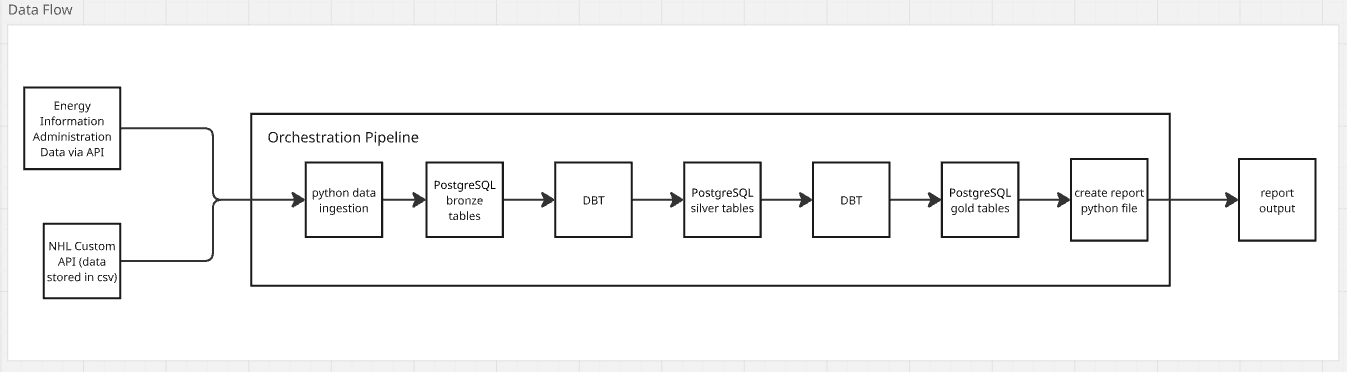 Data Flow
Energy
Information
Administration
Data via API
NHL Custom
API (data
stored in csv)
Orchestration Pipeline
python data
ingestion
PostgreSQL
bronze
tables
DBT
PostgreSQL
silver tables
DBT
PostgreSQL
gold tables
create report
python file
report
output